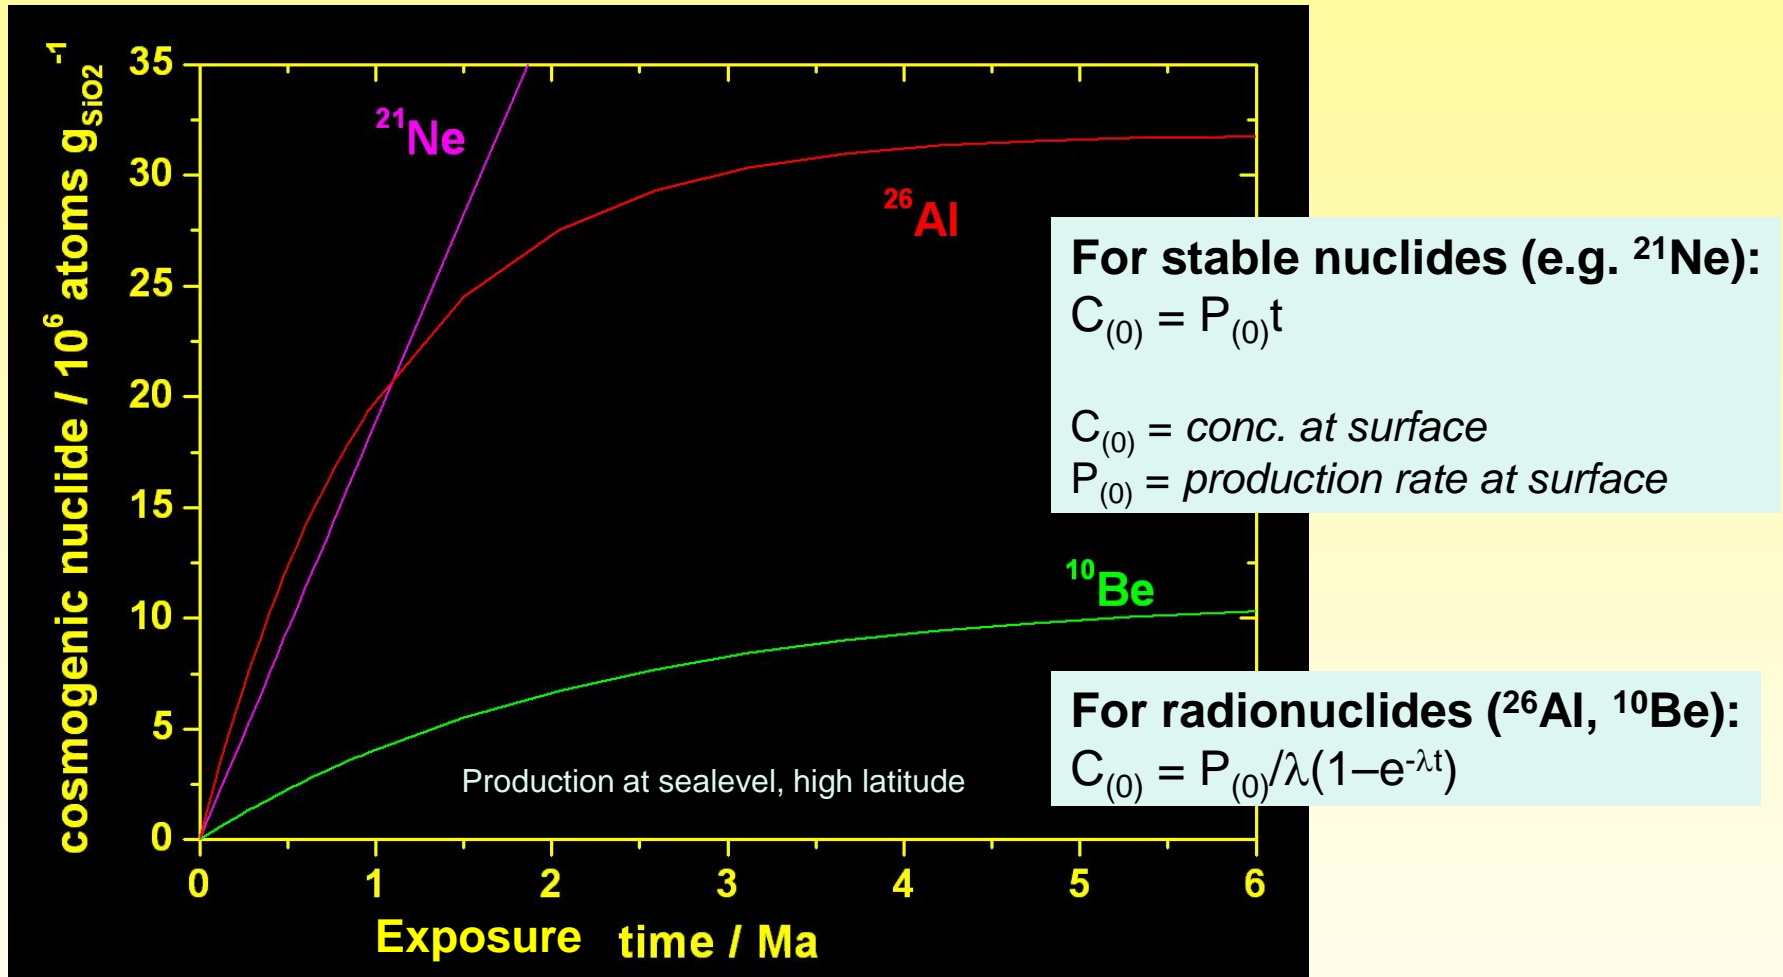 cosmogenic nuclide / 10⁶ atoms g_SiO2⁻¹
35
30
25
20
15
10
5
0
²¹Ne
²⁶Al
¹⁰Be
Production at sealevel, high latitude
0 1 2 3 4 5 6
Exposure time / Ma
For stable nuclides (e.g. ²¹Ne):
C₍₀₎ = P₍₀₎t
C₍₀₎ = conc. at surface
P₍₀₎ = production rate at surface
For radionuclides (²⁶Al, ¹⁰Be):
C₍₀₎ = P₍₀₎/λ(1–e^-λt)